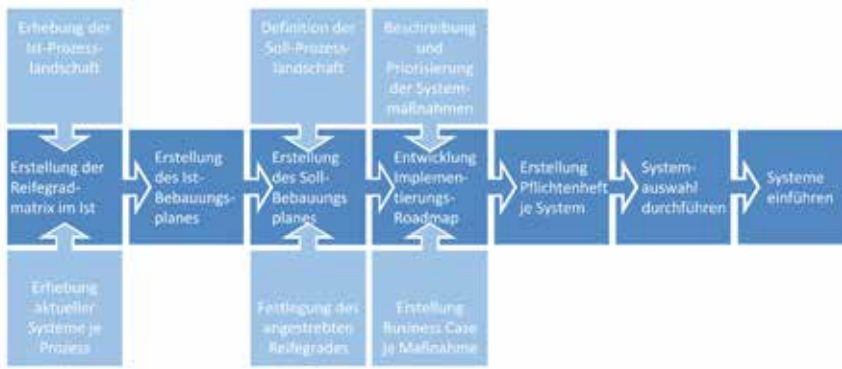 Erhebung der
Ist-Prozess-
landschaft
Definition der
Soll-Prozess-
landschaft
Beschreibung
und
Priorisierung
der System-
maßnahmen
Erstellung der
Reifegrad-
matrix im Ist
Erstellung
des Ist-
Bebauungs-
planes
Erstellung
des Soll-
Bebauungs
planes
Entwicklung
Implemen-
tierungs-
Roadmap
Erstellung
Pflichtenheft
je System
System-
auswahl
durchführen
Systeme
einführen
Erhebung
aktueller
Systeme je
Prozess
Festlegung des
angestrebten
Reifegrades
Erstellung
Business Case
je Maßnahme